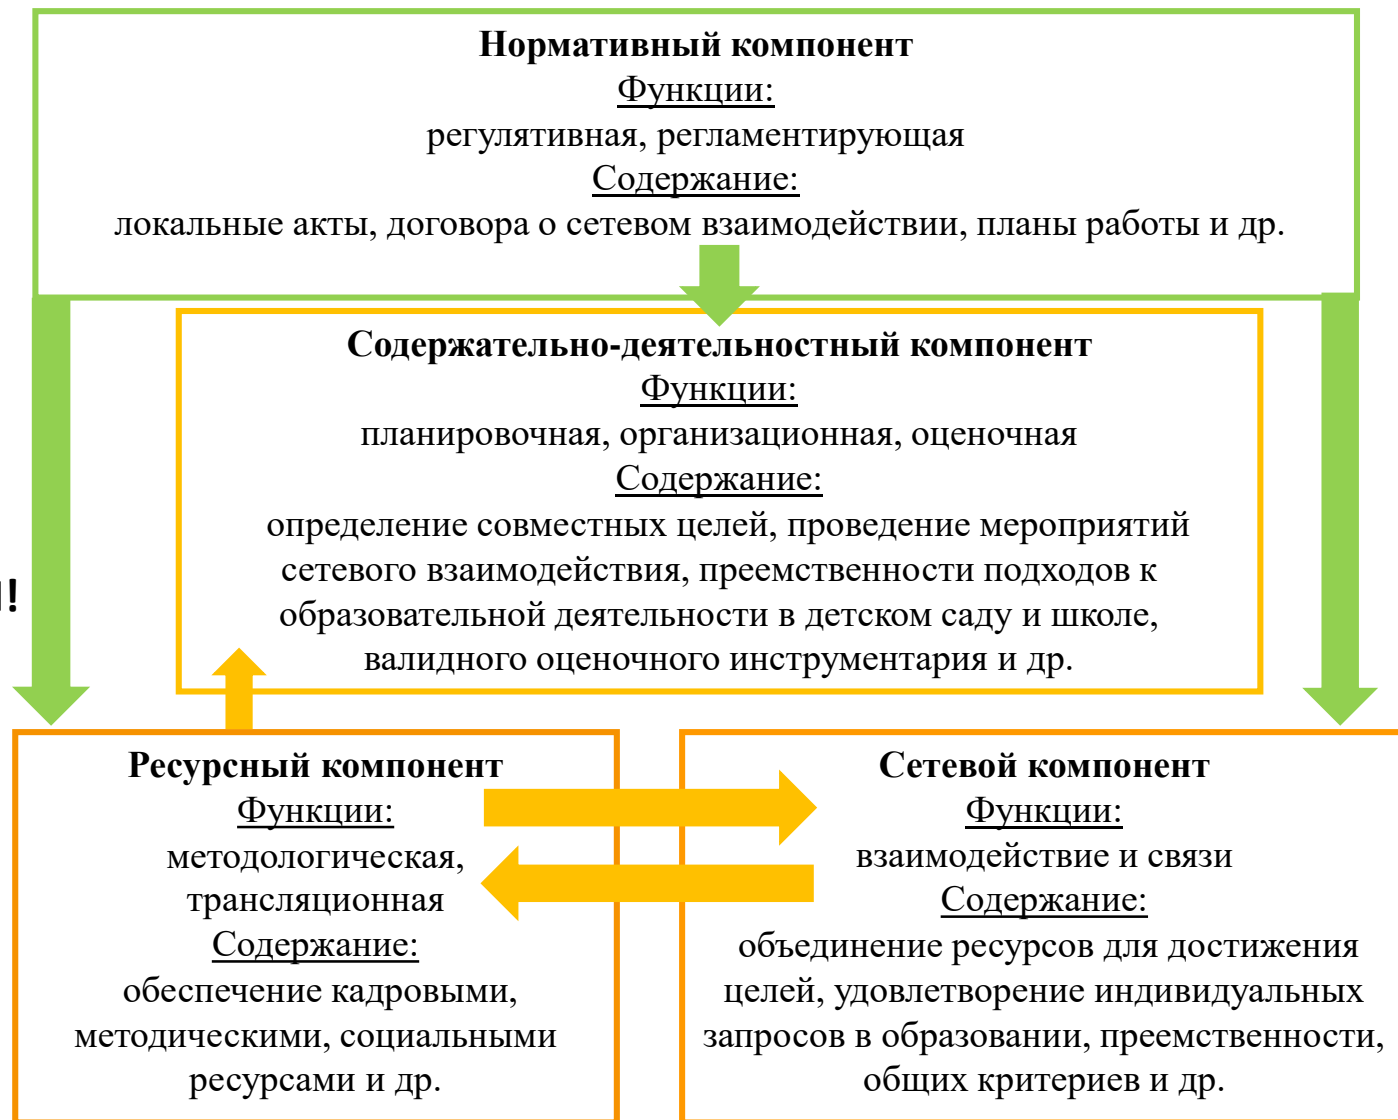 Нормативный компонент
Функции:
регулятивная, регламентирующая
Содержание:
локальные акты, договора о сетевом взаимодействии, планы работы и др.
Содержательно-деятельностный компонент
Функции:
планировочная, организационная, оценочная
Содержание:
определение совместных целей, проведение мероприятий
сетевого взаимодействия, преемственности подходов к
образовательной деятельности в детском саду и школе,
валидного оценочного инструментария и др.
Ресурсный компонент
Функции:
методологическая,
трансляционная
Содержание:
обеспечение кадровыми,
методическими, социальными
ресурсами и др.
Сетевой компонент
Функции:
взаимодействие и связи
Содержание:
объединение ресурсов для достижения
целей, удовлетворение индивидуальных
запросов в образовании, преемственности,
общих критериев и др.